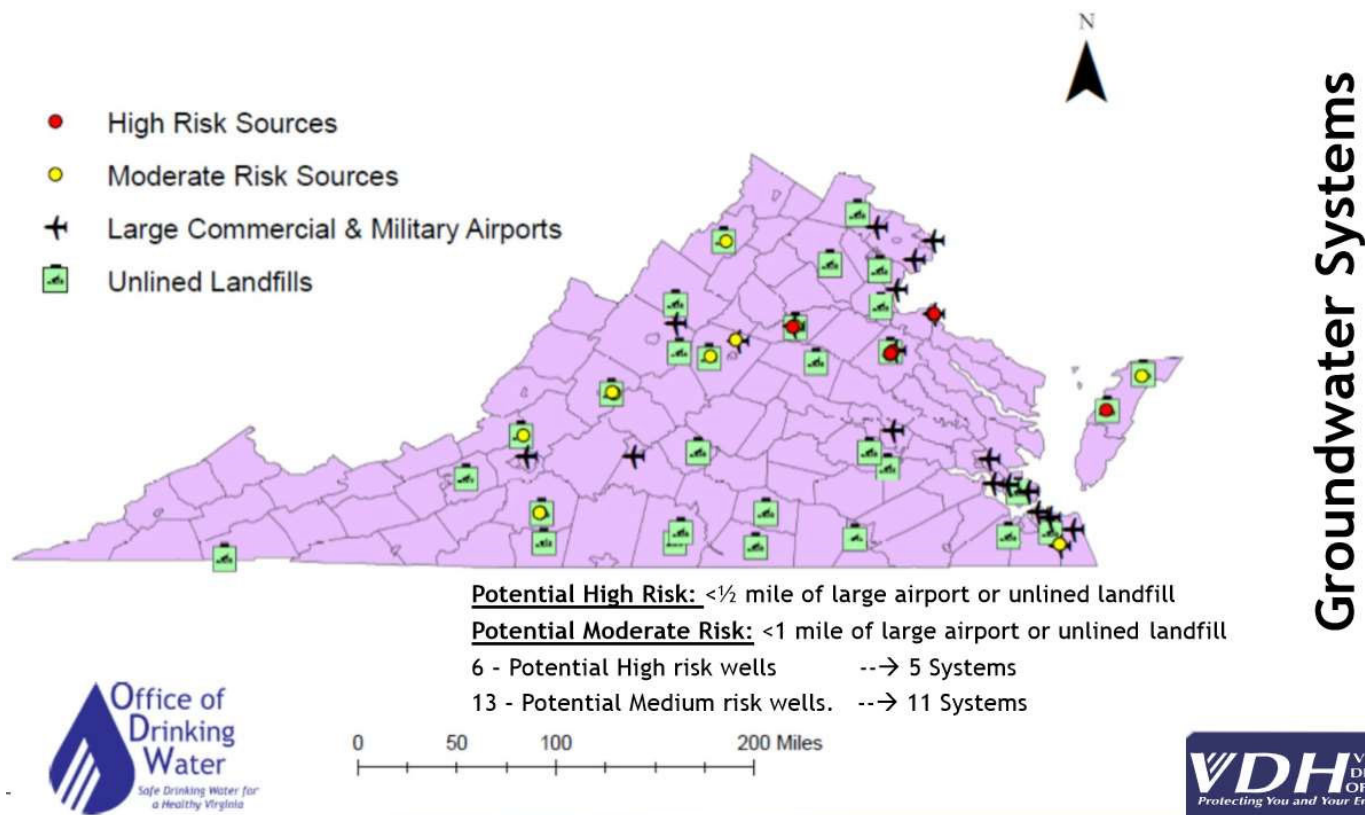 N
High Risk Sources
Moderate Risk Sources
Large Commercial & Military Airports
Unlined Landfills
Groundwater Systems
Potential High Risk: <½ mile of large airport or unlined landfill
Potential Moderate Risk: <1 mile of large airport or unlined landfill
6 - Potential High risk wells --→ 5 Systems
13 - Potential Medium risk wells. --→ 11 Systems
0 50 100 200 Miles
Office of
Drinking
Water
Safe Drinking Water for
a Healthy Virginia
-
VDH
Protecting You and Your